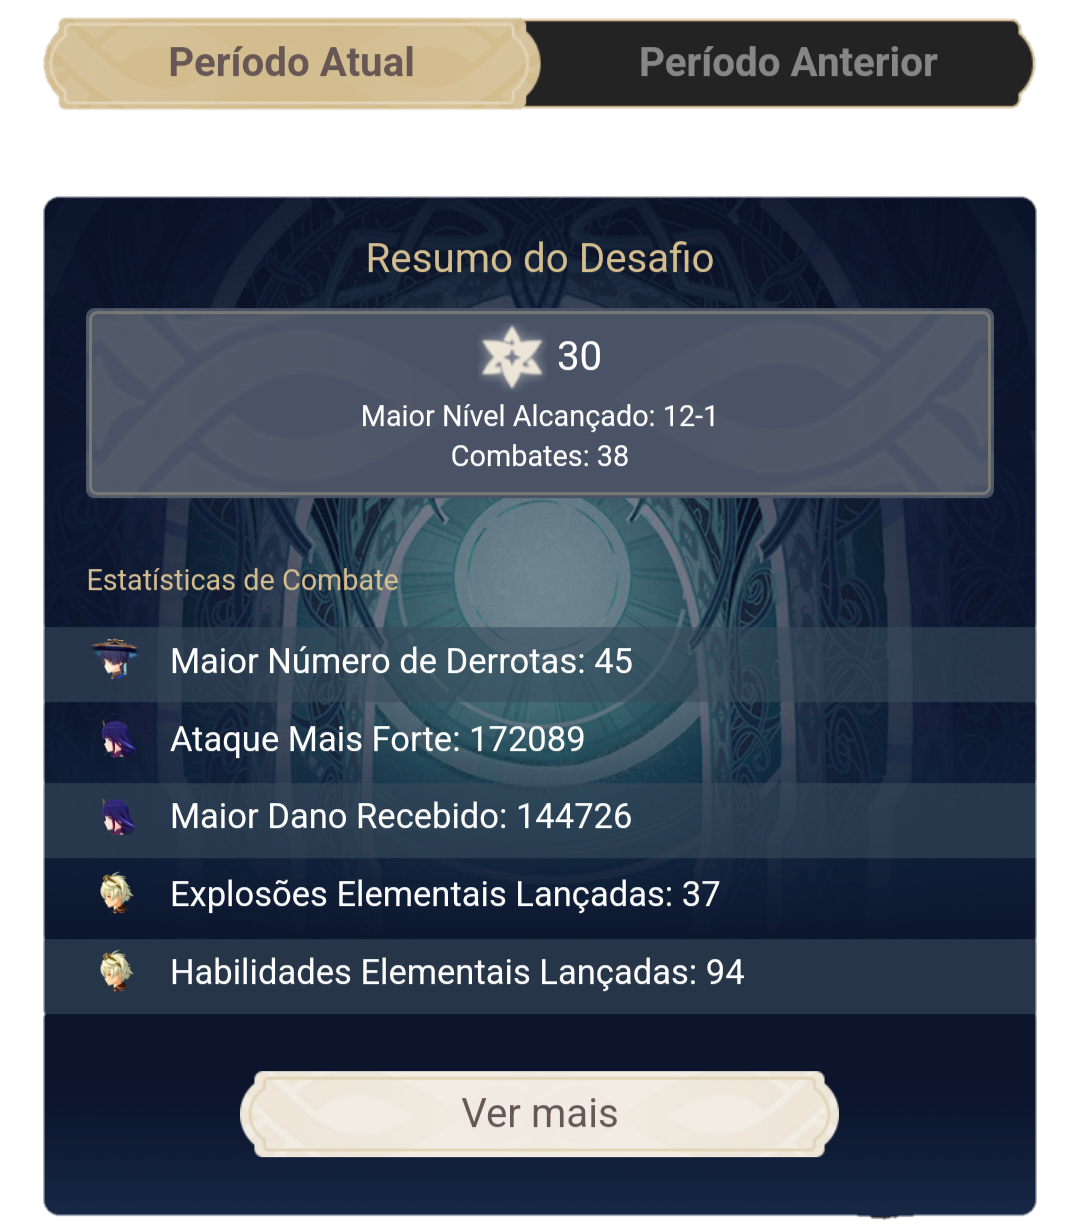 Período Atual
Período Anterior
Resumo do Desafio
30
Maior Nível Alcançado: 12-1
Combates: 38
Estatísticas de Combate
Maior Número de Derrotas: 45
Ataque Mais Forte: 172089
Maior Dano Recebido: 144726
Explosões Elementais Lançadas: 37
Habilidades Elementais Lançadas: 94
Ver mais